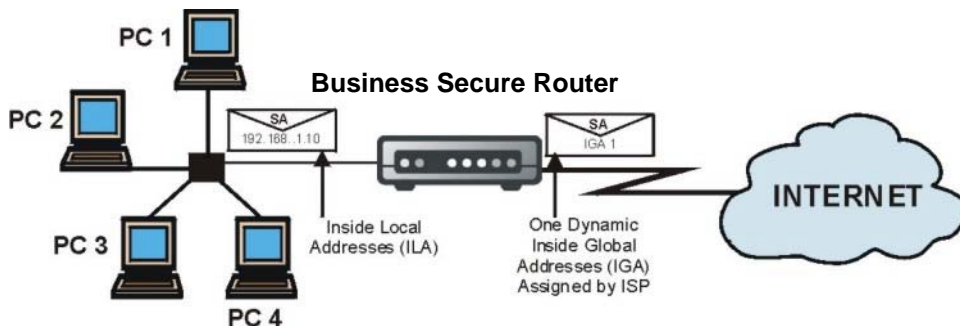 PC 1
Business Secure Router
PC 2
SA
192.168..1.10
SA
IGA 1
INTERNET
Inside Local
Addresses (ILA)
One Dynamic
Inside Global
Addresses (IGA)
Assigned by ISP
PC 3
PC 4